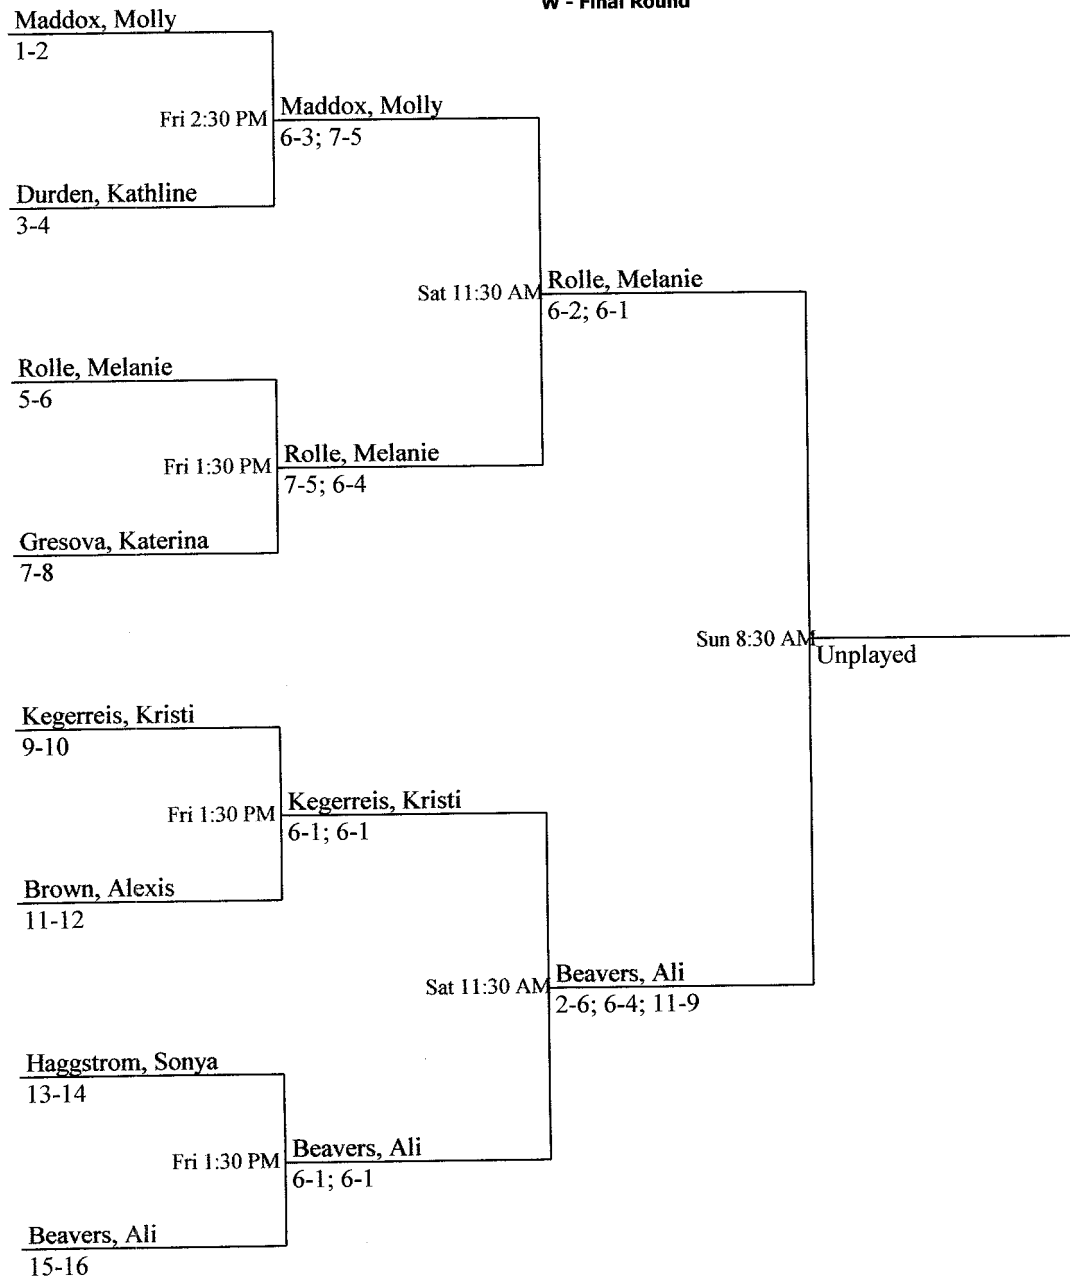 W - Final Round
Maddox, Molly
1-2
Fri 2:30 PM
Maddox, Molly
6-3; 7-5
Durden, Kathline
3-4
Sat 11:30 AM
Rolle, Melanie
6-2; 6-1
Rolle, Melanie
5-6
Fri 1:30 PM
Rolle, Melanie
7-5; 6-4
Gresova, Katerina
7-8
Sun 8:30 AM
Unplayed
Kegerreis, Kristi
9-10
Fri 1:30 PM
Kegerreis, Kristi
6-1; 6-1
Brown, Alexis
11-12
Sat 11:30 AM
Beavers, Ali
2-6; 6-4; 11-9
Haggstrom, Sonya
13-14
Fri 1:30 PM
Beavers, Ali
6-1; 6-1
Beavers, Ali
15-16